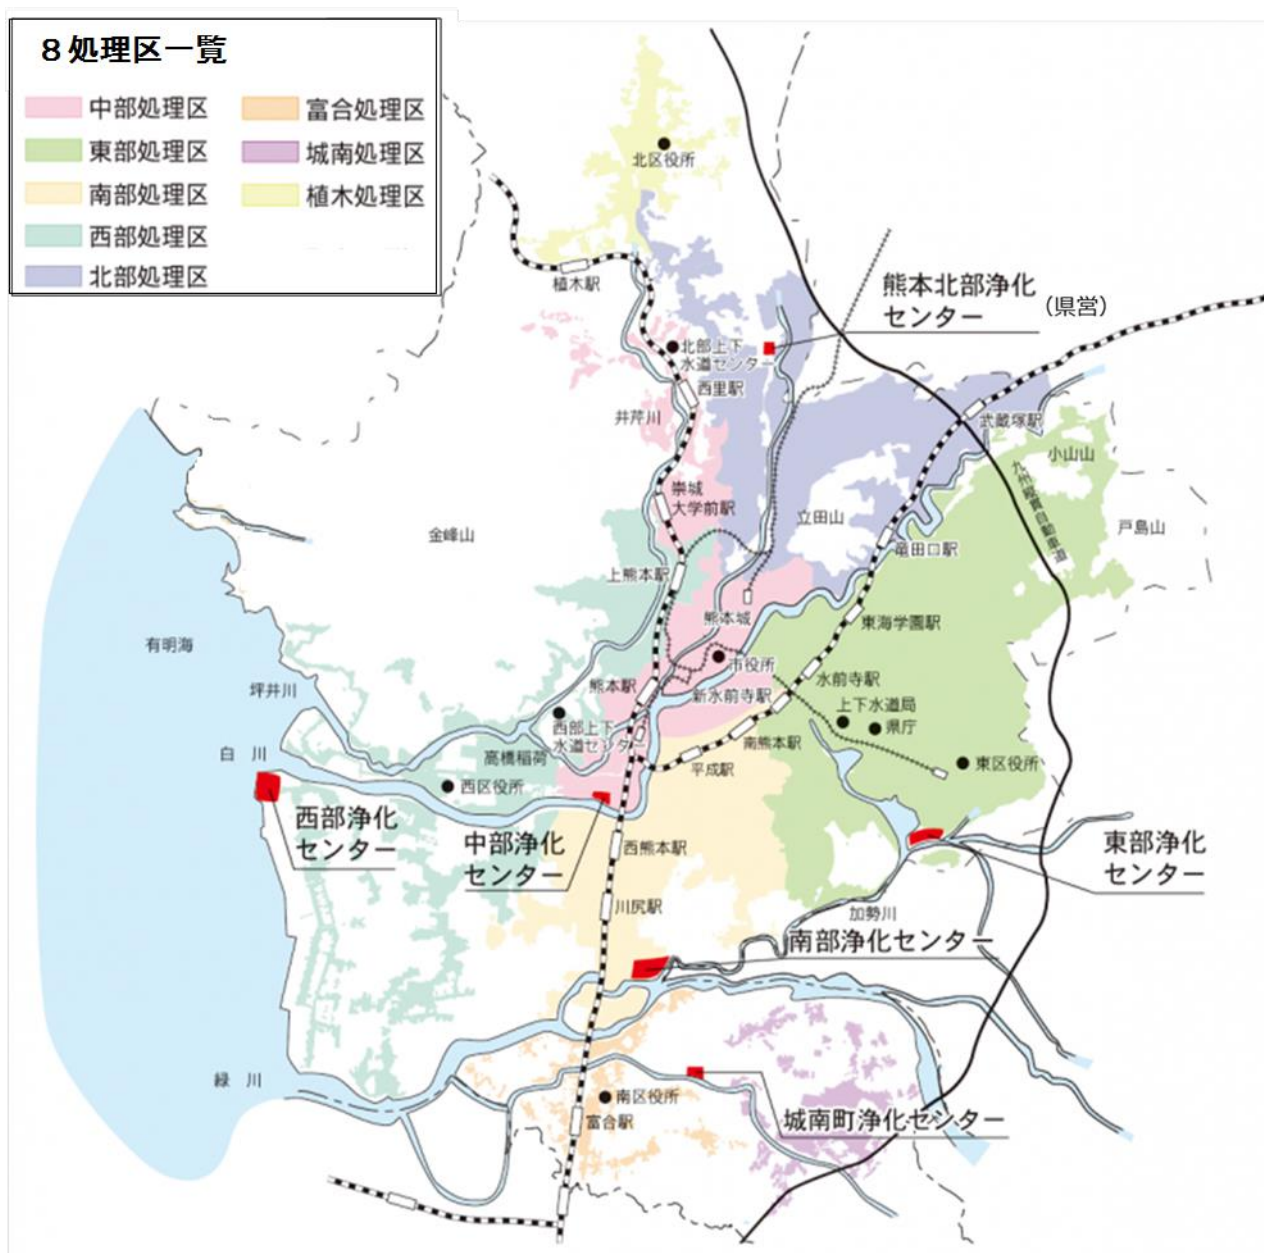 ８処理区一覧
中部処理区
富合処理区
東部処理区
城南処理区
南部処理区
植木処理区
西部処理区
北部処理区
北区役所
植木駅
熊本北部浄化
センター
(県営)
北部上下
水道センター
西里駅
井芹川
武蔵塚駅
小山山
九州縦貫自動車道
崇城
大学前駅
立田山
戸島山
金峰山
竜田口駅
上熊本駅
熊本城
東海学園駅
有明海
市役所
水前寺駅
坪井川
熊本駅
新水前寺駅
上下水道局
県庁
西部上下
水道センター
南熊本駅
白 川
高橋稲荷
平成駅
東区役所
西区役所
西部浄化
センター
中部浄化
センター
西熊本駅
東部浄化
センター
川尻駅
加勢川
南部浄化センター
緑 川
南区役所
富合駅
城南町浄化センター